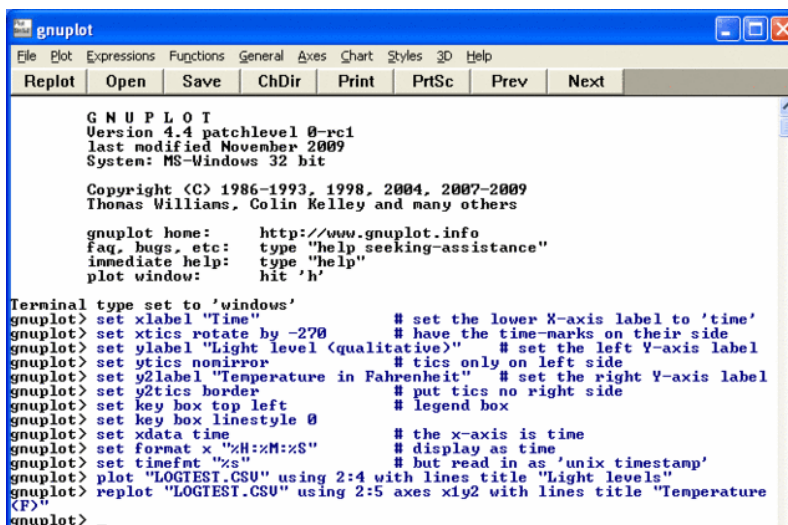 gnuplot
File Plot Expressions Functions General Axes Chart Styles 3D Help
Replot Open Save ChDir Print PrtSc Prev Next
G N U P L O T
Version 4.4 patchlevel 0-rc1
last modified November 2009
System: MS-Windows 32 bit
Copyright (C) 1986-1993, 1998, 2004, 2007-2009
Thomas Williams, Colin Kelley and many others
gnuplot home: http://www.gnuplot.info
faq, bugs, etc: type "help seeking-assistance"
immediate help: type "help"
plot window: hit 'h'
Terminal type set to 'windows'
gnuplot> set xlabel "Time" # set the lower X-axis label to 'time'
gnuplot> set xtics rotate by -270 # have the time-marks on their side
gnuplot> set ylabel "Light level (qualitative)" # set the left Y-axis label
gnuplot> set ytics nomirror # tics only on left side
gnuplot> set y2label "Temperature in Fahrenheit" # set the right Y-axis label
gnuplot> set y2tics border # put tics no right side
gnuplot> set key box top left # legend box
gnuplot> set key box linestyle 0
gnuplot> set xdata time # the x-axis is time
gnuplot> set format x "%H:%M:%S" # display as time
gnuplot> set timefmt "%s" # but read in as 'unix timestamp'
gnuplot> plot "LOGTEST.CSV" using 2:4 with lines title "Light levels"
gnuplot> replot "LOGTEST.CSV" using 2:5 axes x1y2 with lines title "Temperature
(F)"
gnuplot> _